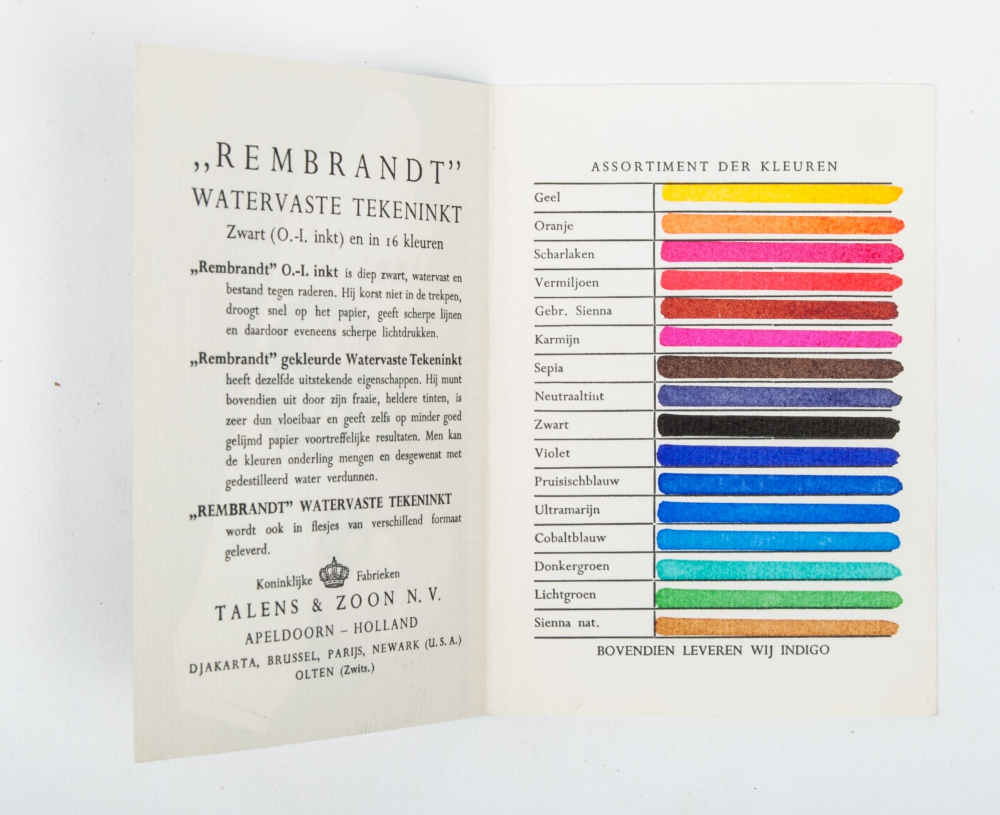 „REMBRANDT”
WATERVASTE TEKENINKT
Zwart (O.-I. inkt) en in 16 kleuren
„Rembrandt” O.-I. inkt is diep zwart, watervast en
bestand tegen raderen. Hij korst niet in de trekpen,
droogt snel op het papier, geeft scherpe lijnen
en daardoor eveneens scherpe lichtdrukken.
„Rembrandt” gekleurde Watervaste Tekeninkt
heeft dezelfde uitstekende eigenschappen. Hij munt
bovendien uit door zijn fraaie, heldere tinten, is
zeer dun vloeibaar en geeft zelfs op minder goed
gelijmd papier voortreffelijke resultaten. Men kan
de kleuren onderling mengen en desgewenst met
gedestilleerd water verdunnen.
„REMBRANDT” WATERVASTE TEKENINKT
wordt ook in flesjes van verschillend formaat
geleverd.
Koninklijke Fabrieken
TALENS & ZOON N.V.
APELDOORN – HOLLAND
DJAKARTA, BRUSSEL, PARIJS, NEWARK (U.S.A.)
OLTEN (Zwits.)
ASSORTIMENT DER KLEUREN
Geel
Oranje
Scharlaken
Vermiljoen
Gebr. Sienna
Karmijn
Sepia
Neutraaltint
Zwart
Violet
Pruisischblauw
Ultramarijn
Cobaltblauw
Donkergroen
Lichtgroen
Sienna nat.
BOVENDIEN LEVEREN WIJ INDIGO